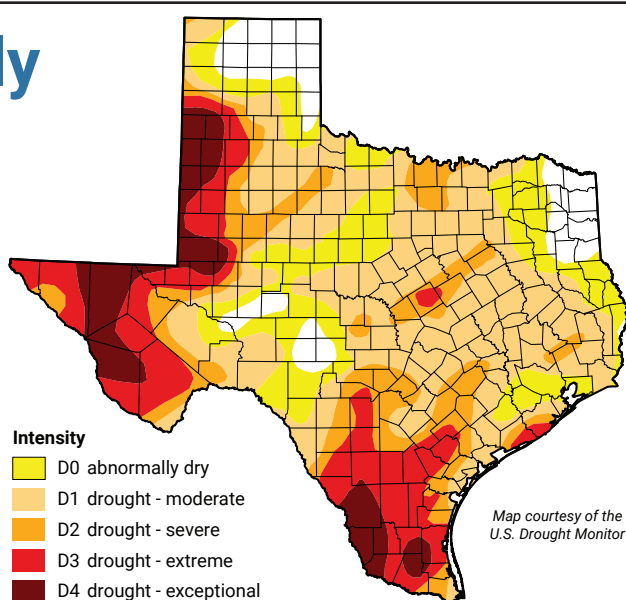 ly
Intensity
D0 abnormally dry
D1 drought - moderate
D2 drought - severe
D3 drought - extreme
D4 drought - exceptional
Map courtesy of the
U.S. Drought Monitor